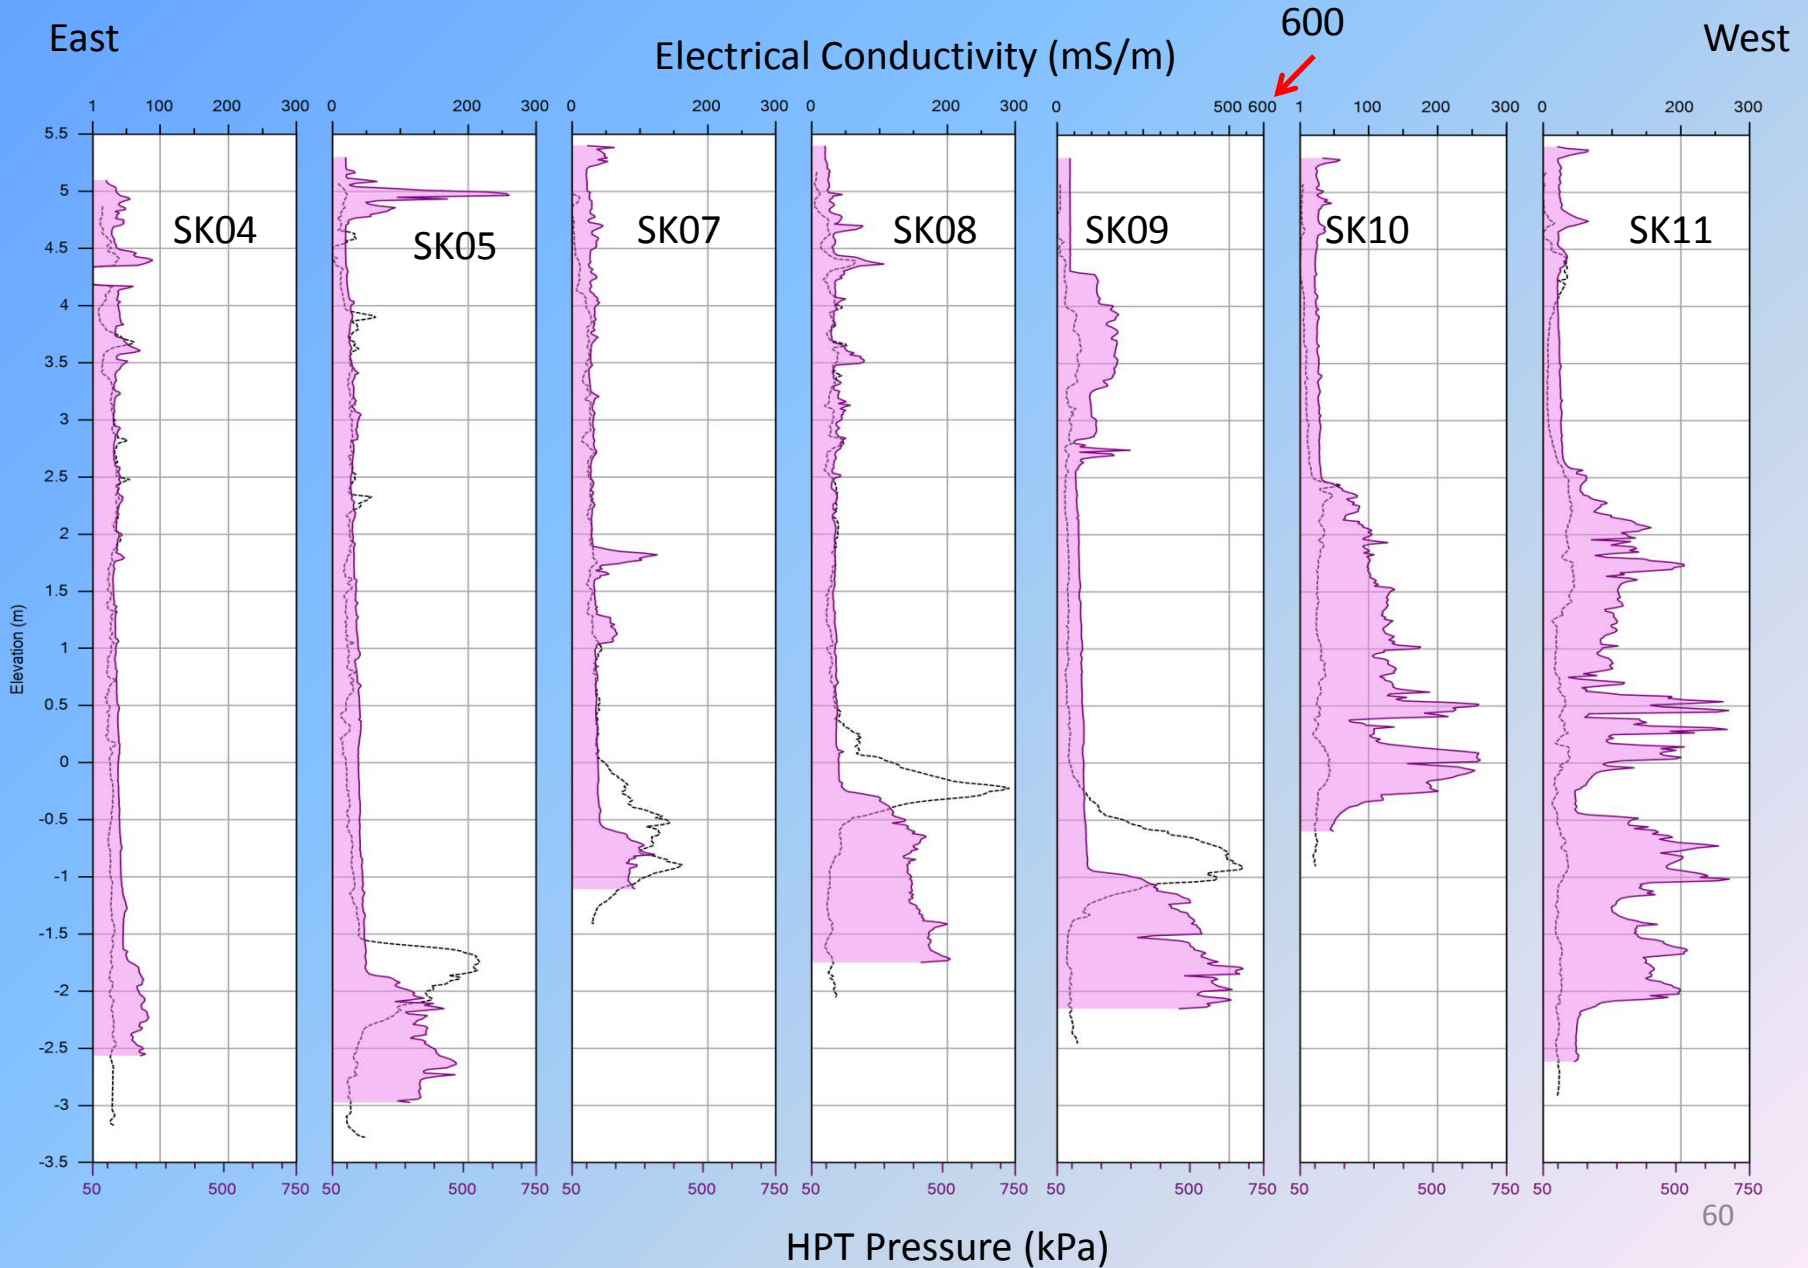 600
East
Electrical Conductivity (mS/m)
West
1 100 200 300 0 200 300 0 200 300 0 200 300 0 500 600 1 100 200 300 0 200 300
5.5
5
SK04 SK05 SK07 SK08 SK09 SK10 SK11
4.5
4
3.5
3
2.5
2
1.5
1
Elevation (m)
0.5
0
-0.5
-1
-1.5
-2
-2.5
-3
-3.5
50 500 750 50 500 750 50 500 750 50 500 750 50 500 750 50 500 750 50 500 750
60
HPT Pressure (kPa)